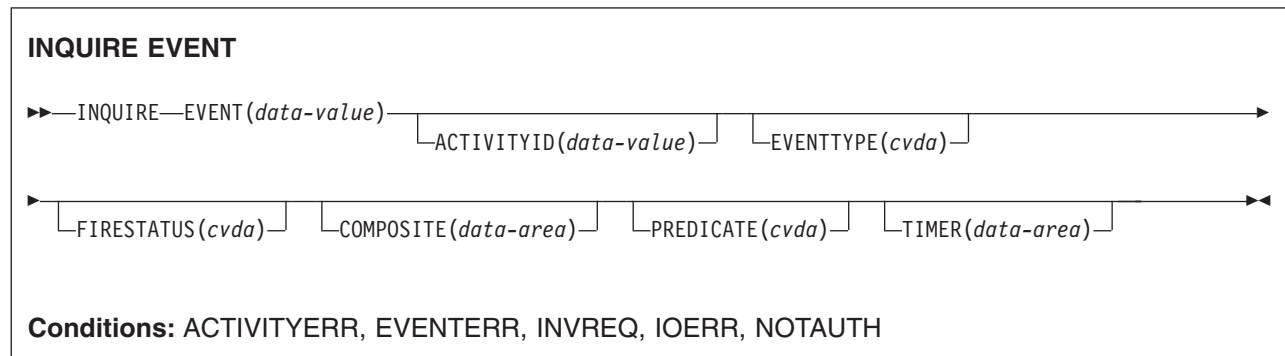 INQUIRE EVENT
INQUIRE EVENT(data-value)
ACTIVITYID(data-value) EVENTTYPE(cvda)
FIRESTATUS(cvda) COMPOSITE(data-area) PREDICATE(cvda) TIMER(data-area)
Conditions: ACTIVITYERR, EVENTERR, INVREQ, IOERR, NOTAUTH